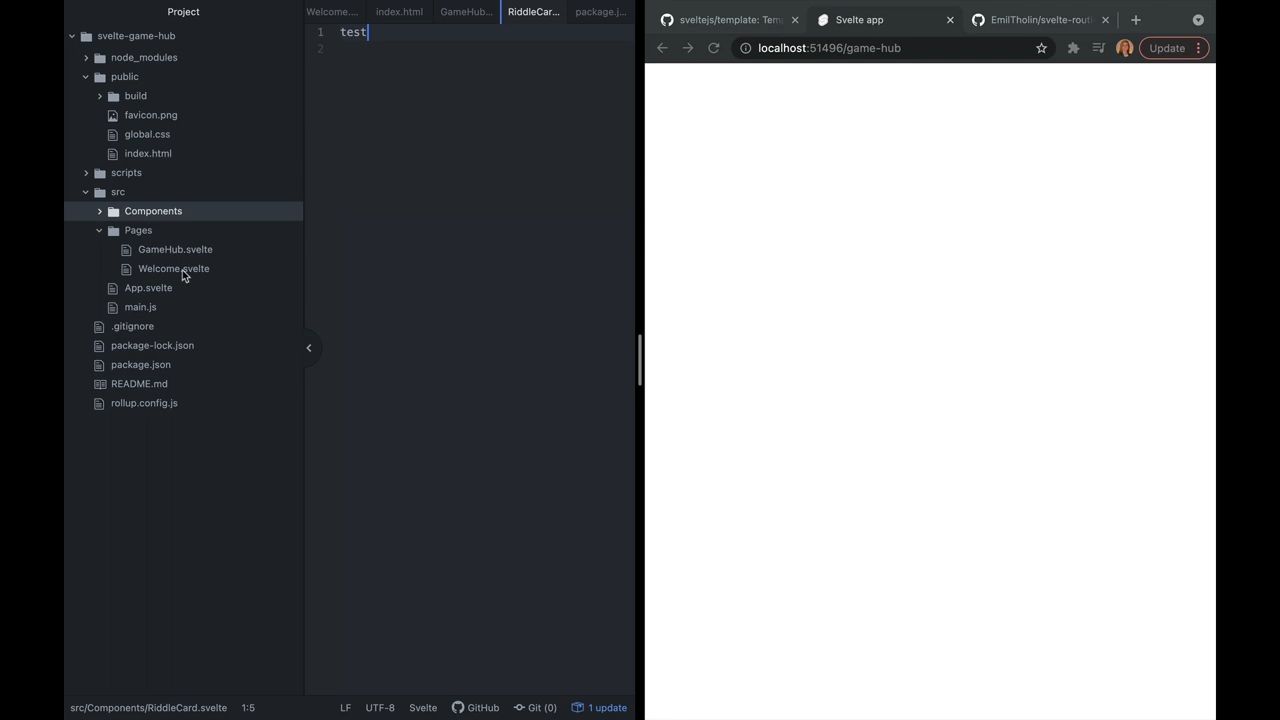 Project
svelte-game-hub
node_modules
public
build
favicon.png
global.css
index.html
scripts
src
Components
Pages
GameHub.svelte
Welcome.svelte
App.svelte
main.js
.gitignore
package-lock.json
package.json
README.md
rollup.config.js
Welcome.... index.html GameHub... RiddleCar... package.j...
1 test
2
src/Components/RiddleCard.svelte 1:5 LF UTF-8 Svelte GitHub Git (0) 1 update
sveltejs/template: Tem Svelte app EmilTholin/svelte-routi
localhost:51496/game-hub Update